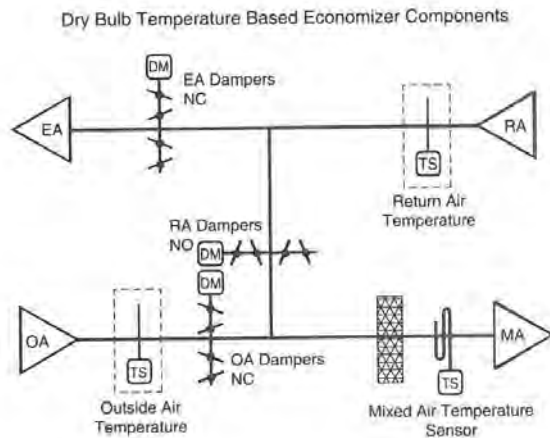 Dry Bulb Temperature Based Economizer Components
DM
EA Dampers
NC
EA
RA
TS
Return Air
Temperature
RA Dampers
NO
DM
DM
OA
TS
OA Dampers
NC
MA
TS
Outside Air
Temperature
Mixed Air Temperature
Sensor